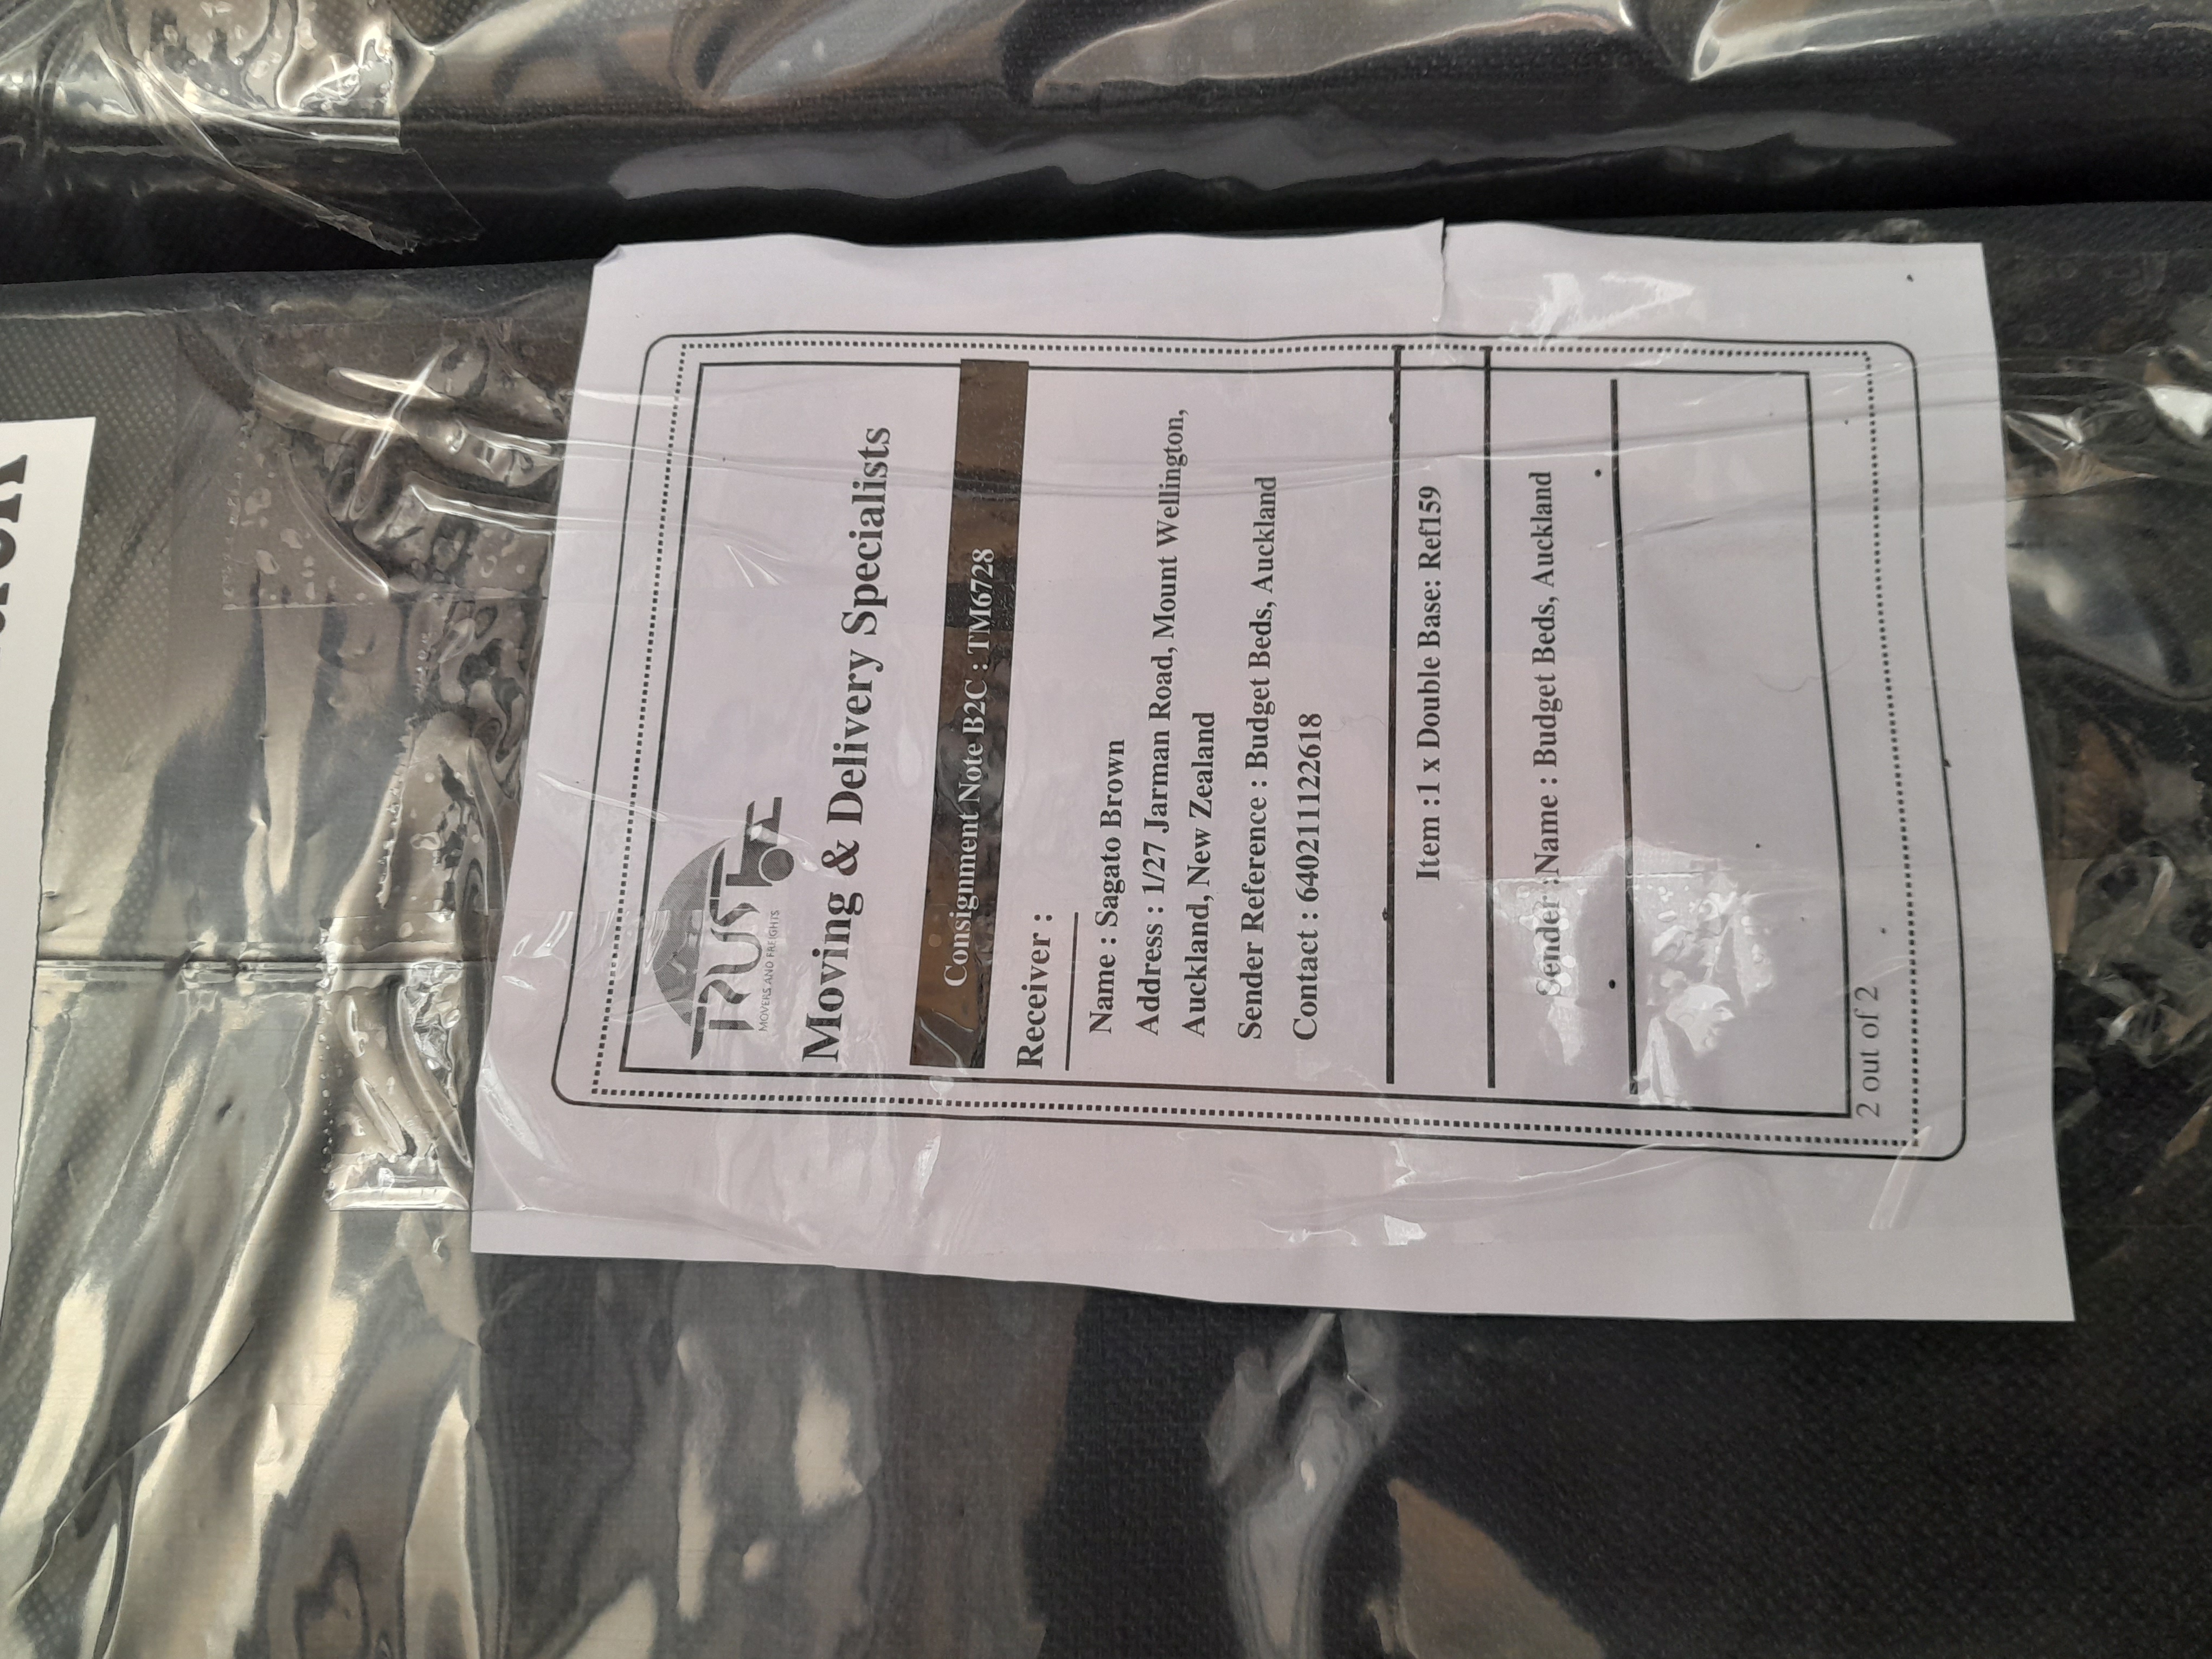 TRUST
MOVERS AND FREIGHTS
Moving & Delivery Specialists
Consignment Note B2C : TM6728
Receiver :
Name : Sagato Brown
Address : 1/27 Jarman Road, Mount Wellington,
Auckland, New Zealand
Sender Reference : Budget Beds, Auckland
Contact : 640211122618
Item :1 x Double Base: Ref159
Sender :Name : Budget Beds, Auckland
2 out of 2